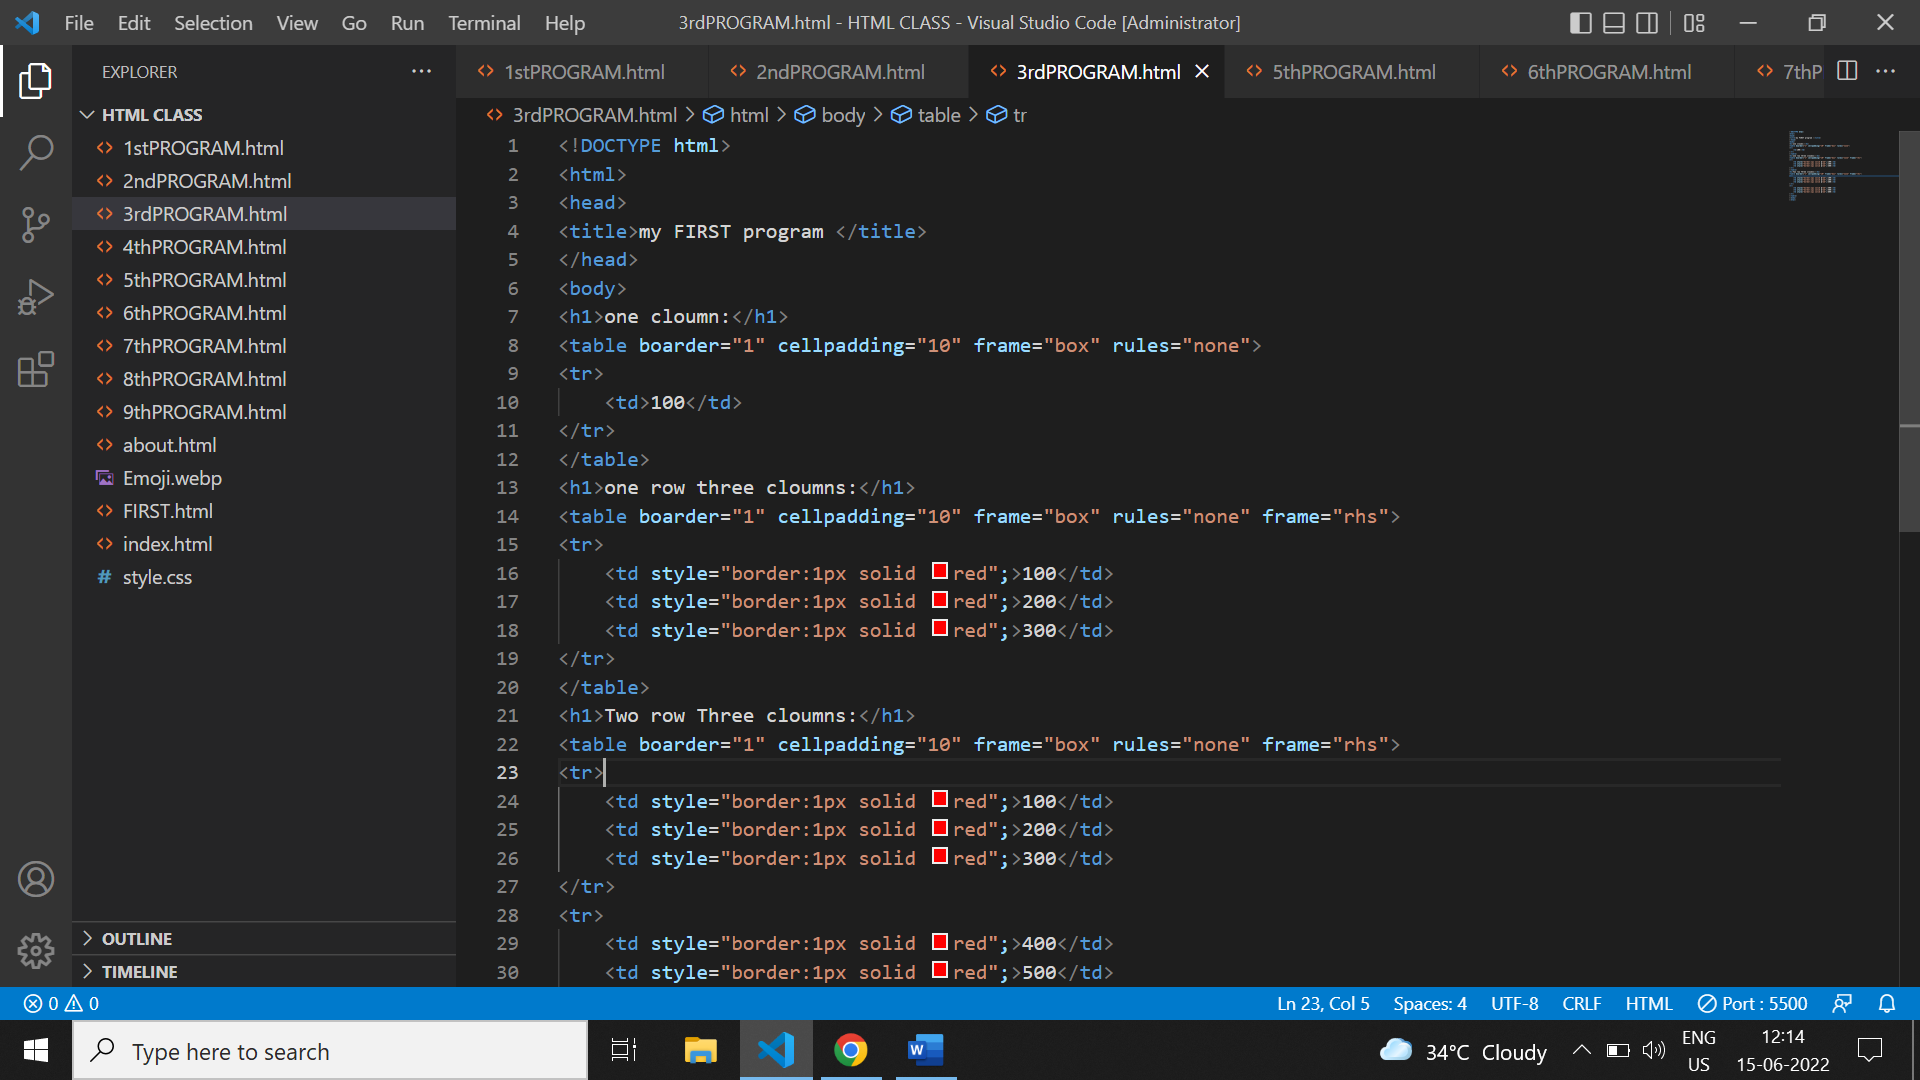 File Edit Selection View Go Run Terminal Help
3rdPROGRAM.html - HTML CLASS - Visual Studio Code [Administrator]
EXPLORER
HTML CLASS
1stPROGRAM.html
2ndPROGRAM.html
3rdPROGRAM.html
4thPROGRAM.html
5thPROGRAM.html
6thPROGRAM.html
7thPROGRAM.html
8thPROGRAM.html
9thPROGRAM.html
about.html
Emoji.webp
FIRST.html
index.html
# style.css
OUTLINE
TIMELINE
1stPROGRAM.html 2ndPROGRAM.html 3rdPROGRAM.html 5thPROGRAM.html 6thPROGRAM.html 7thP
3rdPROGRAM.html > html > body > table > tr
1 <!DOCTYPE html>
2 <html>
3 <head>
4 <title>my FIRST program </title>
5 </head>
6 <body>
7 <h1>one cloumn:</h1>
8 <table boarder="1" cellpadding="10" frame="box" rules="none">
9 <tr>
10 <td>100</td>
11 </tr>
12 </table>
13 <h1>one row three cloumns:</h1>
14 <table boarder="1" cellpadding="10" frame="box" rules="none" frame="rhs">
15 <tr>
16 <td style="border:1px solid red";>100</td>
17 <td style="border:1px solid red";>200</td>
18 <td style="border:1px solid red";>300</td>
19 </tr>
20 </table>
21 <h1>Two row Three cloumns:</h1>
22 <table boarder="1" cellpadding="10" frame="box" rules="none" frame="rhs">
23 <tr>
24 <td style="border:1px solid red";>100</td>
25 <td style="border:1px solid red";>200</td>
26 <td style="border:1px solid red";>300</td>
27 </tr>
28 <tr>
29 <td style="border:1px solid red";>400</td>
30 <td style="border:1px solid red";>500</td>
0 0
Ln 23, Col 5 Spaces: 4 UTF-8 CRLF HTML Port : 5500
Type here to search
34°C Cloudy
ENG
US
12:14
15-06-2022